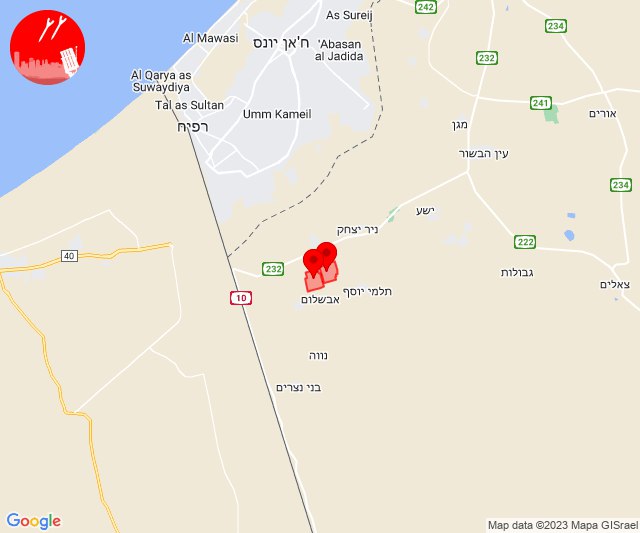 As Sureij
242
232
234
Al Mawasi
ח'אן יונס
'Abasan
al Jadida
Al Qarya as
Suwaydiya
Tal as Sultan
Umm Kameil
רפיח
241
אורים
מגן
עין הבשור
234
ישע
ניר יצחק
222
40
232
גבולות
צאלים
10
תלמי יוסף
אבשלום
נווה
בני נצרים
Google
Map data ©2023 Mapa GISrael